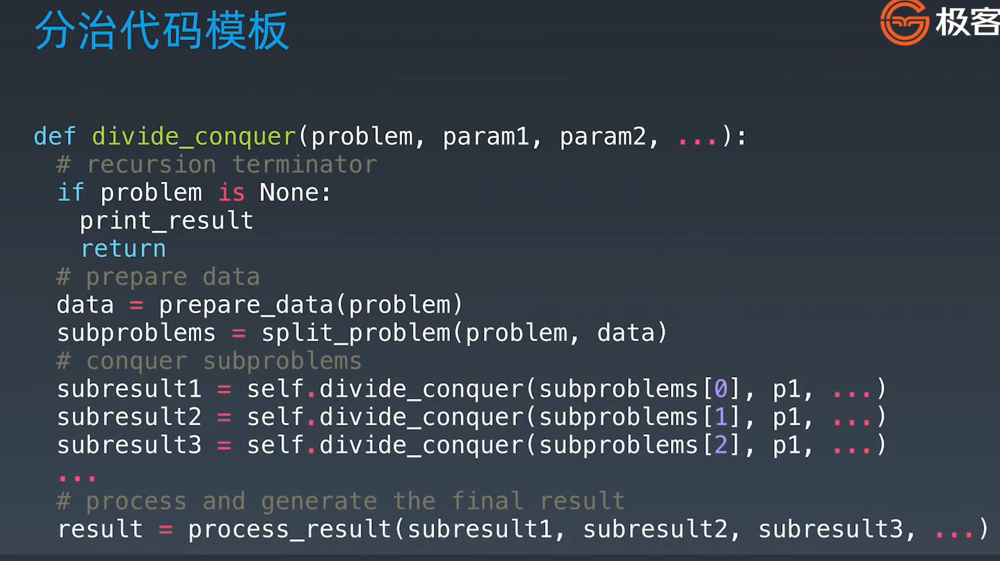 分治代码模板
极客
def divide_conquer(problem, param1, param2, ...):
  # recursion terminator
  if problem is None:
    print_result
    return
  # prepare data
  data = prepare_data(problem)
  subproblems = split_problem(problem, data)
  # conquer subproblems
  subresult1 = self.divide_conquer(subproblems[0], p1, ...)
  subresult2 = self.divide_conquer(subproblems[1], p1, ...)
  subresult3 = self.divide_conquer(subproblems[2], p1, ...)
  ...
  # process and generate the final result
  result = process_result(subresult1, subresult2, subresult3, ...)